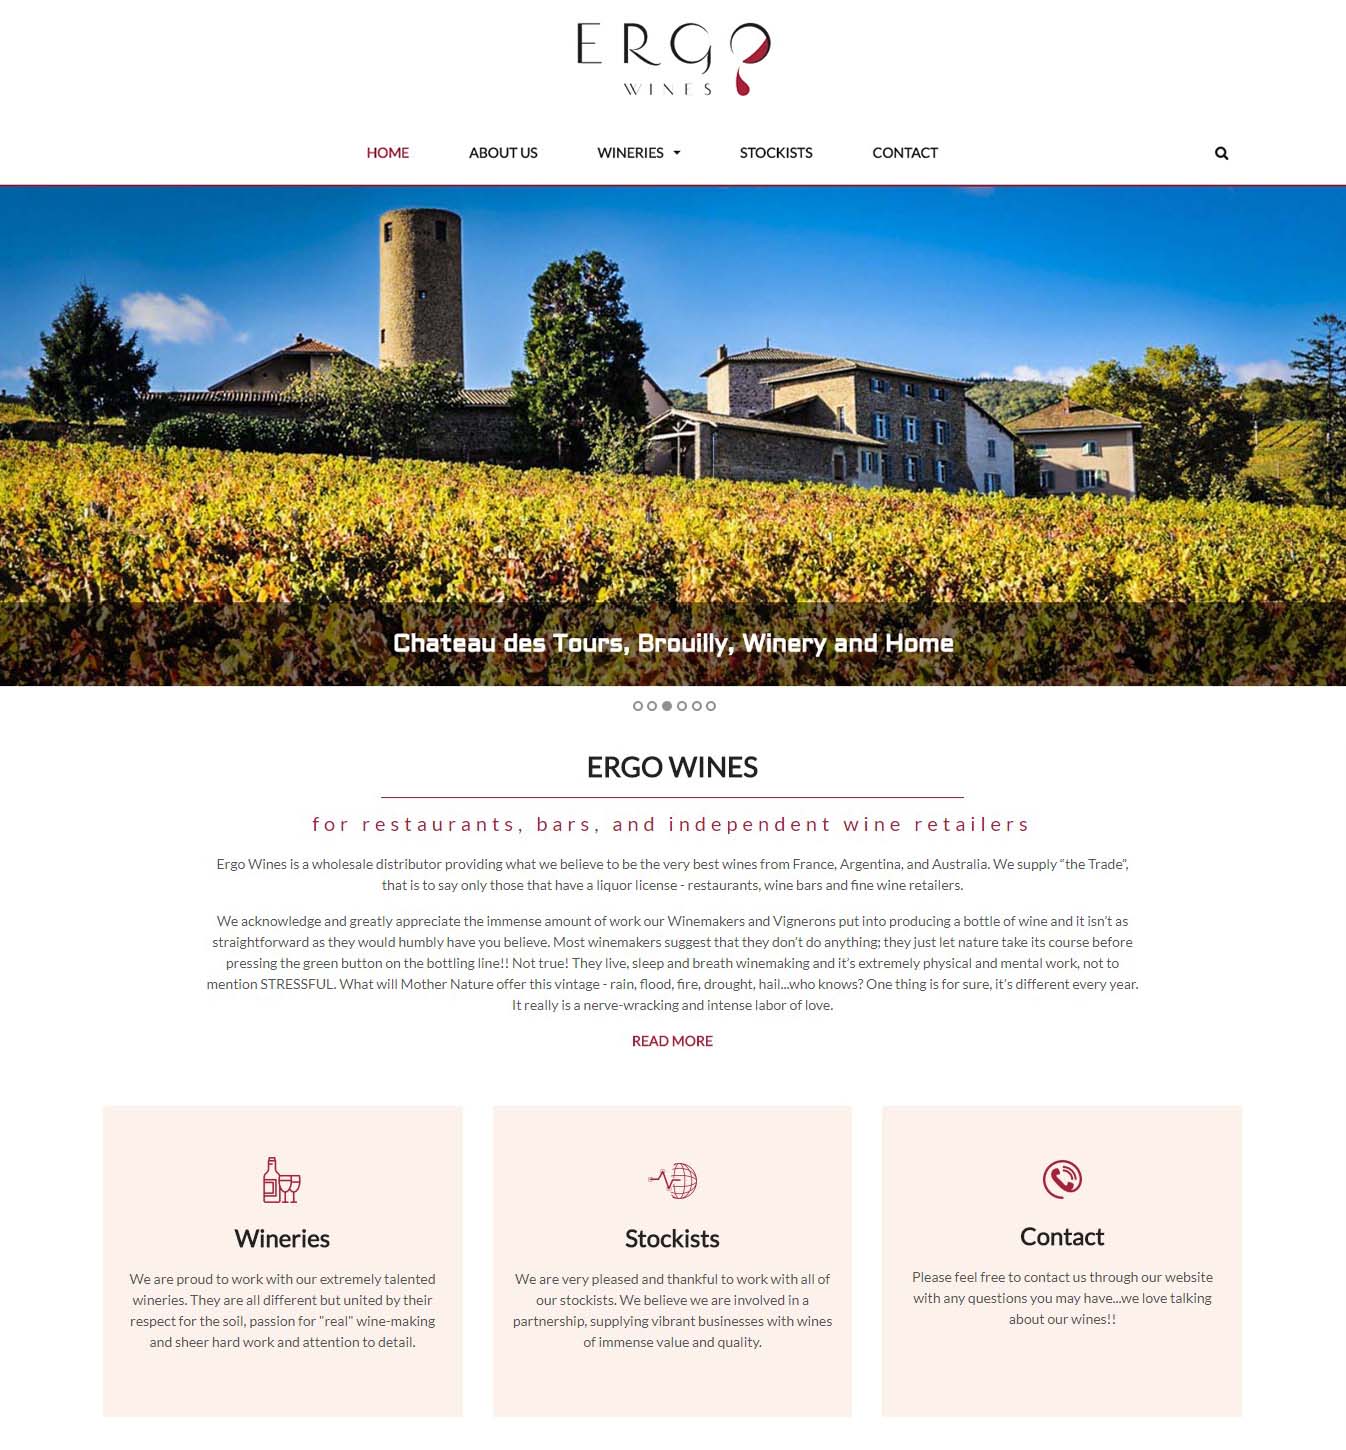 ERGO
WINES
HOME ABOUT US WINERIES STOCKISTS CONTACT
Chateau des Tours, Brouilly, Winery and Home
ERGO WINES
for restaurants, bars, and independent wine retailers
Ergo Wines is a wholesale distributor providing what we believe to be the very best wines from France, Argentina, and Australia. We supply “the Trade”,
that is to say only those that have a liquor license - restaurants, wine bars and fine wine retailers.
We acknowledge and greatly appreciate the immense amount of work our Winemakers and Vignerons put into producing a bottle of wine and it isn’t as
straightforward as they would humbly have you believe. Most winemakers suggest that they don’t do anything; they just let nature take its course before
pressing the green button on the bottling line!! Not true! They live, sleep and breath winemaking and it’s extremely physical and mental work, not to
mention STRESSFUL. What will Mother Nature offer this vintage - rain, flood, fire, drought, hail...who knows? One thing is for sure, it’s different every year.
It really is a nerve-wracking and intense labor of love.
READ MORE
Wineries
We are proud to work with our extremely talented
wineries. They are all different but united by their
respect for the soil, passion for "real" wine-making
and sheer hard work and attention to detail.
Stockists
We are very pleased and thankful to work with all of
our stockists. We believe we are involved in a
partnership, supplying vibrant businesses with wines
of immense value and quality.
Contact
Please feel free to contact us through our website
with any questions you may have...we love talking
about our wines!!